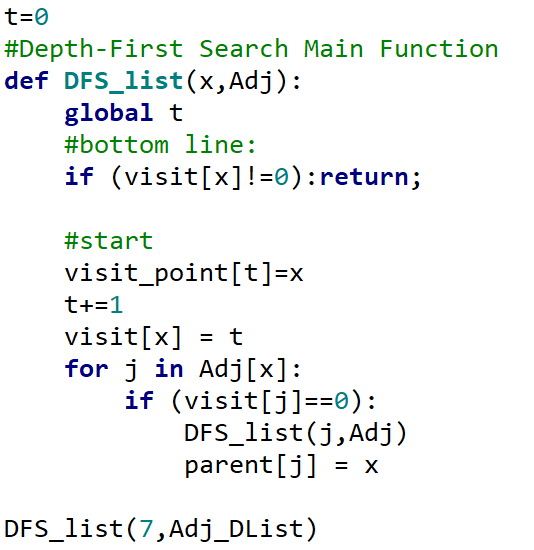 t=0
#Depth-First Search Main Function
def DFS_list(x,Adj):
    global t
    #bottom line:
    if (visit[x]!=0):return;

    #start
    visit_point[t]=x
    t+=1
    visit[x] = t
    for j in Adj[x]:
        if (visit[j]==0):
            DFS_list(j,Adj)
            parent[j] = x

DFS_list(7,Adj_DList)